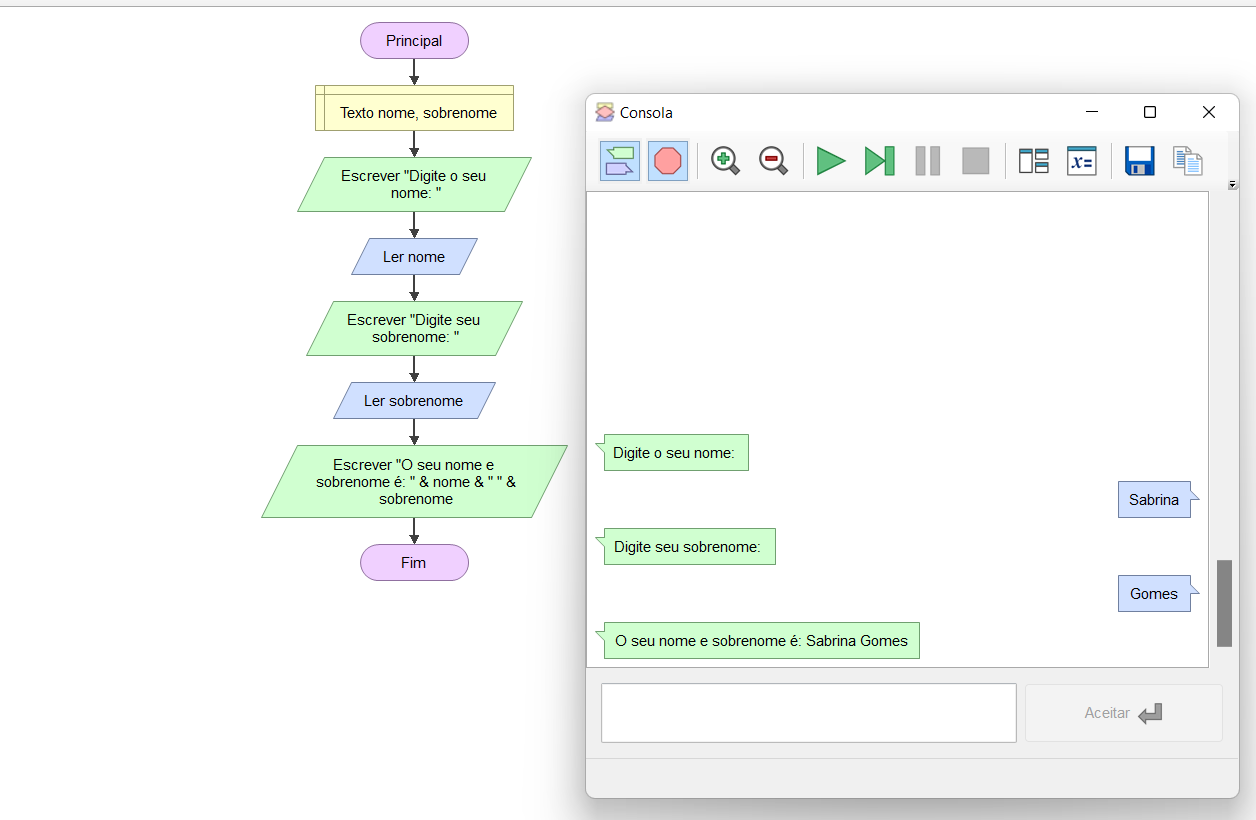 Principal
Texto nome, sobrenome
Escrever "Digite o seu
nome: "
Ler nome
Escrever "Digite seu
sobrenome: "
Ler sobrenome
Escrever "O seu nome e
sobrenome é: " & nome & " " &
sobrenome
Fim
Consola
x=
Digite o seu nome:
Sabrina
Digite seu sobrenome:
Gomes
O seu nome e sobrenome é: Sabrina Gomes
Aceitar